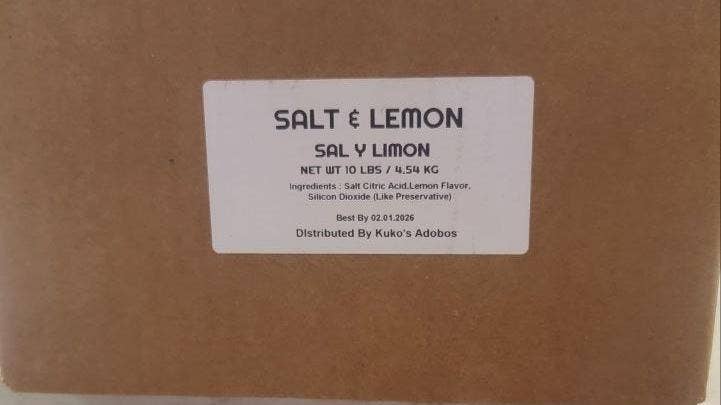 SALT & LEMON
SAL Y LIMON
NET WT 10 LBS / 4.54 KG
Ingredients : Salt Citric Acid,Lemon Flavor,
Silicon Dioxide (Like Preservative)
Best By 02.01.2026
DIstributed By Kuko's Adobos